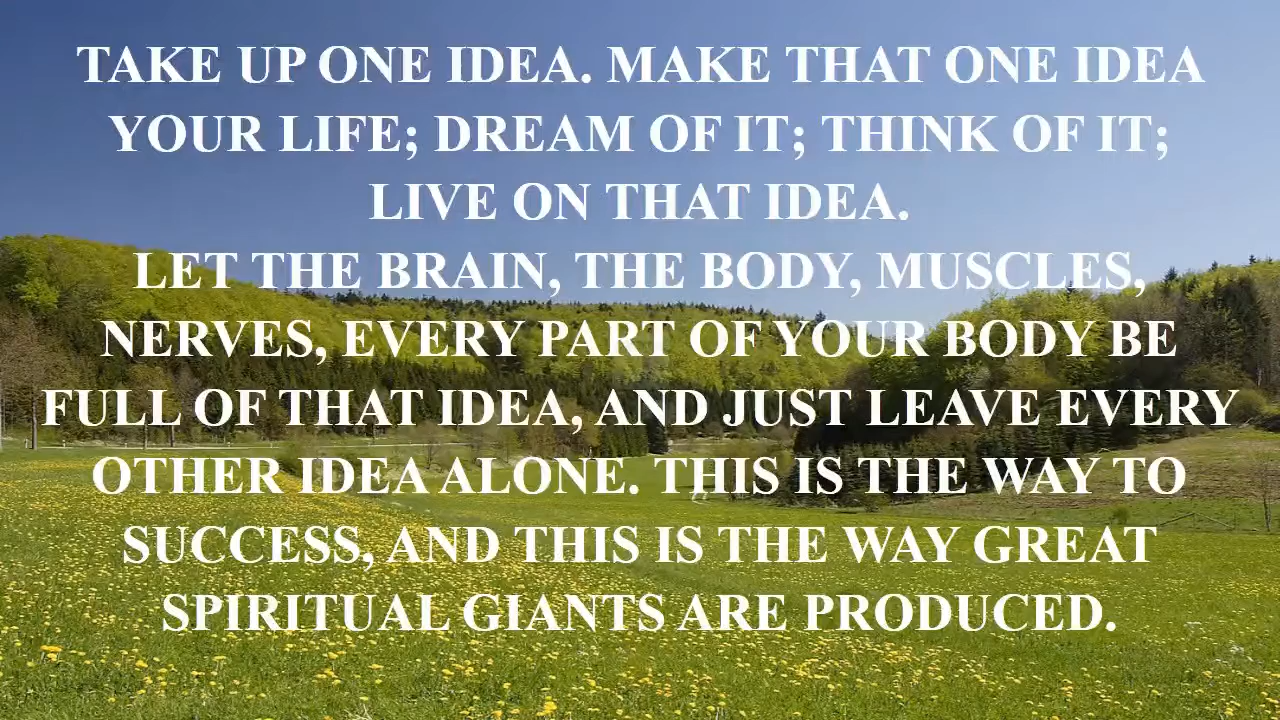 TAKE UP ONE IDEA. MAKE THAT ONE IDEA
YOUR LIFE; DREAM OF IT; THINK OF IT;
LIVE ON THAT IDEA.
LET THE BRAIN, THE BODY, MUSCLES,
NERVES, EVERY PART OF YOUR BODY BE
FULL OF THAT IDEA, AND JUST LEAVE EVERY
OTHER IDEA ALONE. THIS IS THE WAY TO
SUCCESS, AND THIS IS THE WAY GREAT
SPIRITUAL GIANTS ARE PRODUCED.